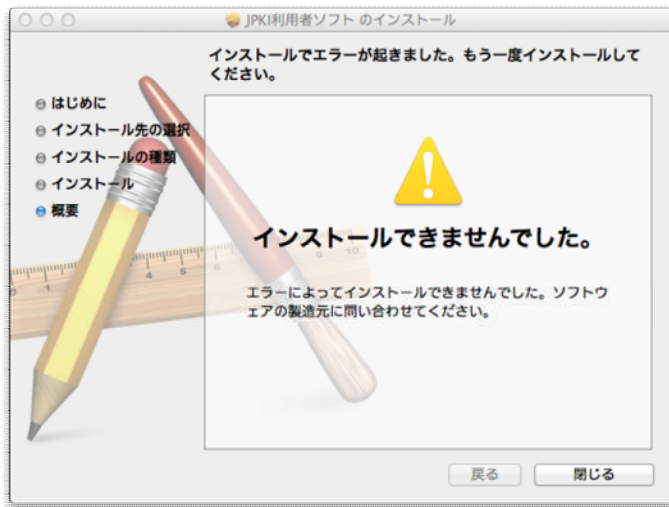 JPKI利用者ソフト のインストール
インストールでエラーが起きました。もう一度インストールして
ください。
はじめに
インストール先の選択
インストールの種類
インストール
概要
インストールできませんでした。
エラーによってインストールできませんでした。ソフトウ
ェアの製造元に問い合わせてください。
戻る
閉じる